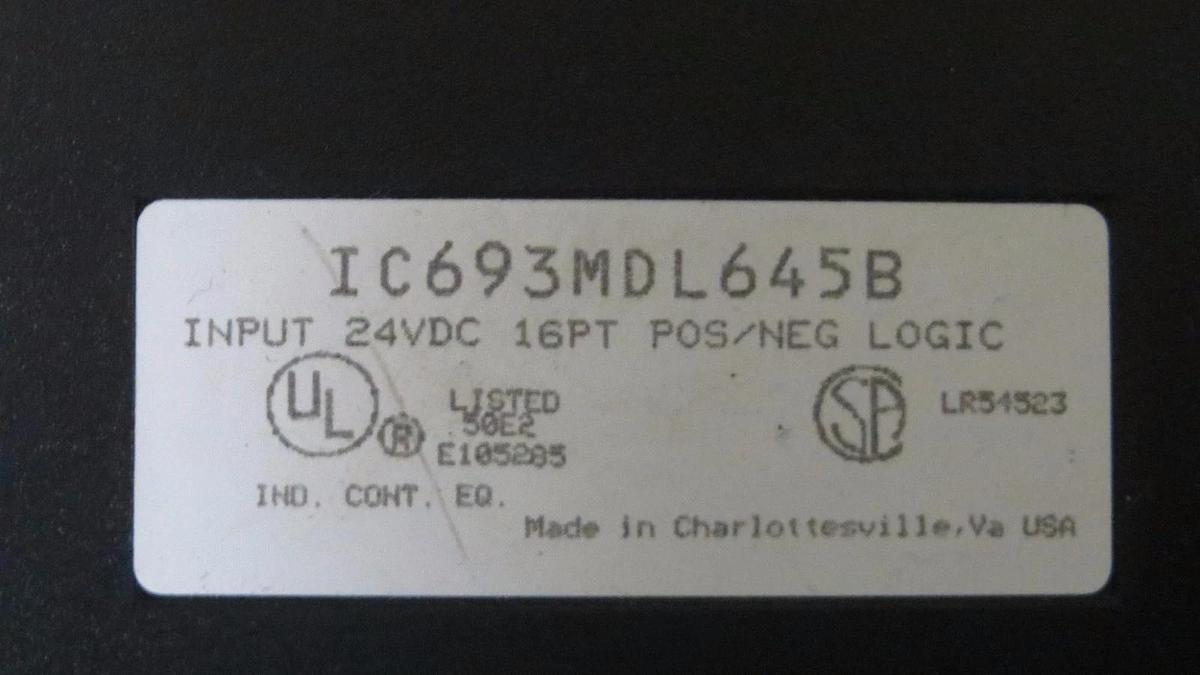 IC693MDL645B
INPUT 24VDC 16PT POS/NEG LOGIC
UL ® LISTED
50E2
E105285
SA LR54523
IND. CONT. EQ.
Made in Charlottesville,Va USA